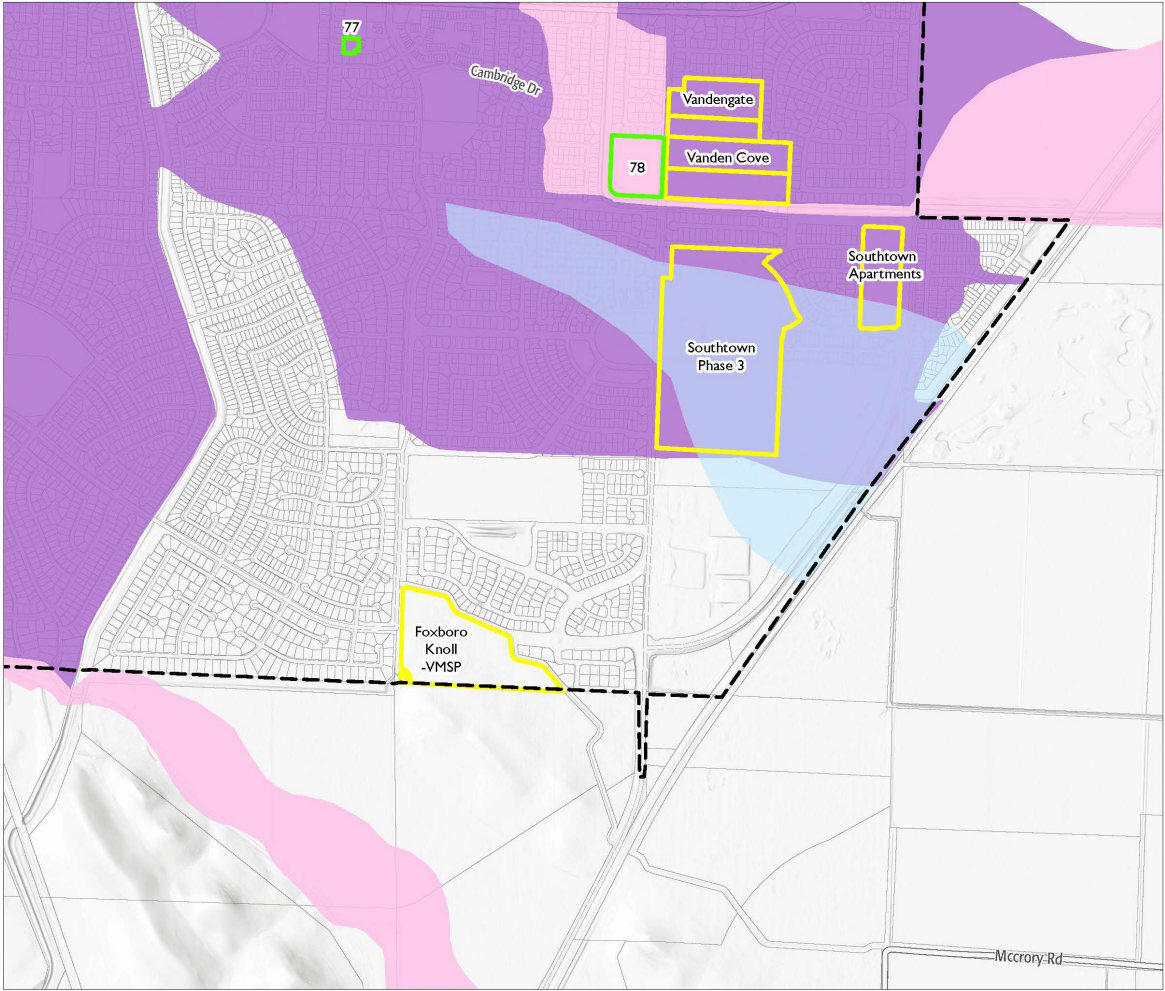 77
Cambridge Dr
Vandengate
78
Vanden Cove
Southtown
Apartments
Southtown
Phase 3
Foxboro
Knoll
-VMSP
Mccrory Rd